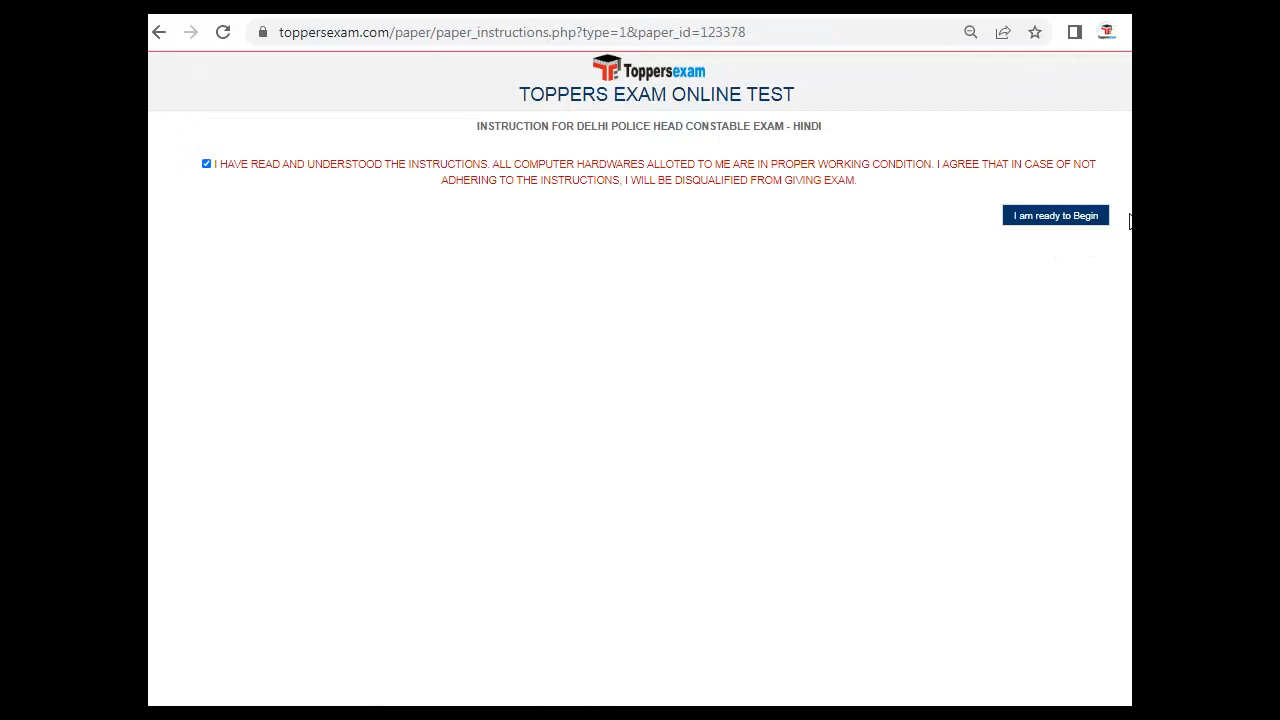 toppersexam.com/paper/paper_instructions.php?type=1&paper_id=123378
Toppersexam
TOPPERS EXAM ONLINE TEST
INSTRUCTION FOR DELHI POLICE HEAD CONSTABLE EXAM - HINDI
I HAVE READ AND UNDERSTOOD THE INSTRUCTIONS. ALL COMPUTER HARDWARES ALLOTED TO ME ARE IN PROPER WORKING CONDITION. I AGREE THAT IN CASE OF NOT
ADHERING TO THE INSTRUCTIONS, I WILL BE DISQUALIFIED FROM GIVING EXAM.
I am ready to Begin